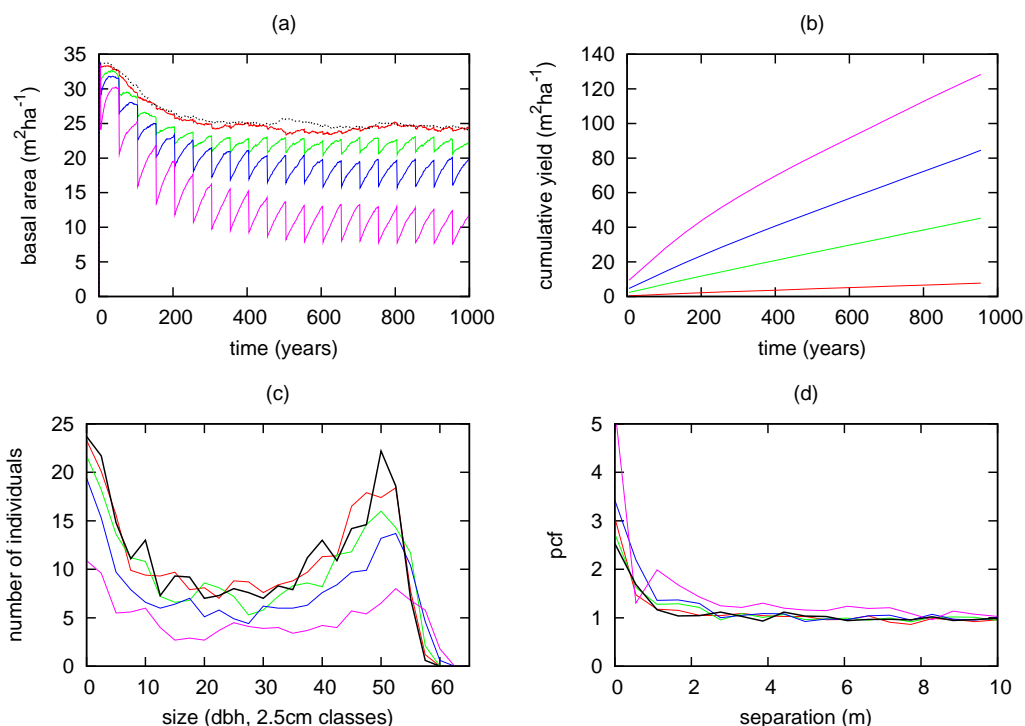 (a)
basal area (m²ha⁻¹)
40
35
30
25
20
15
10
5
0
0 200 400 600 800 1000
time (years)
(b)
cumulative yield (m²ha⁻¹)
140
120
100
80
60
40
20
0
0 200 400 600 800 1000
time (years)
(c)
number of individuals
25
20
15
10
5
0
0 10 20 30 40 50 60
size (dbh, 2.5cm classes)
(d)
pcf
5
4
3
2
1
0
0 2 4 6 8 10
separation (m)